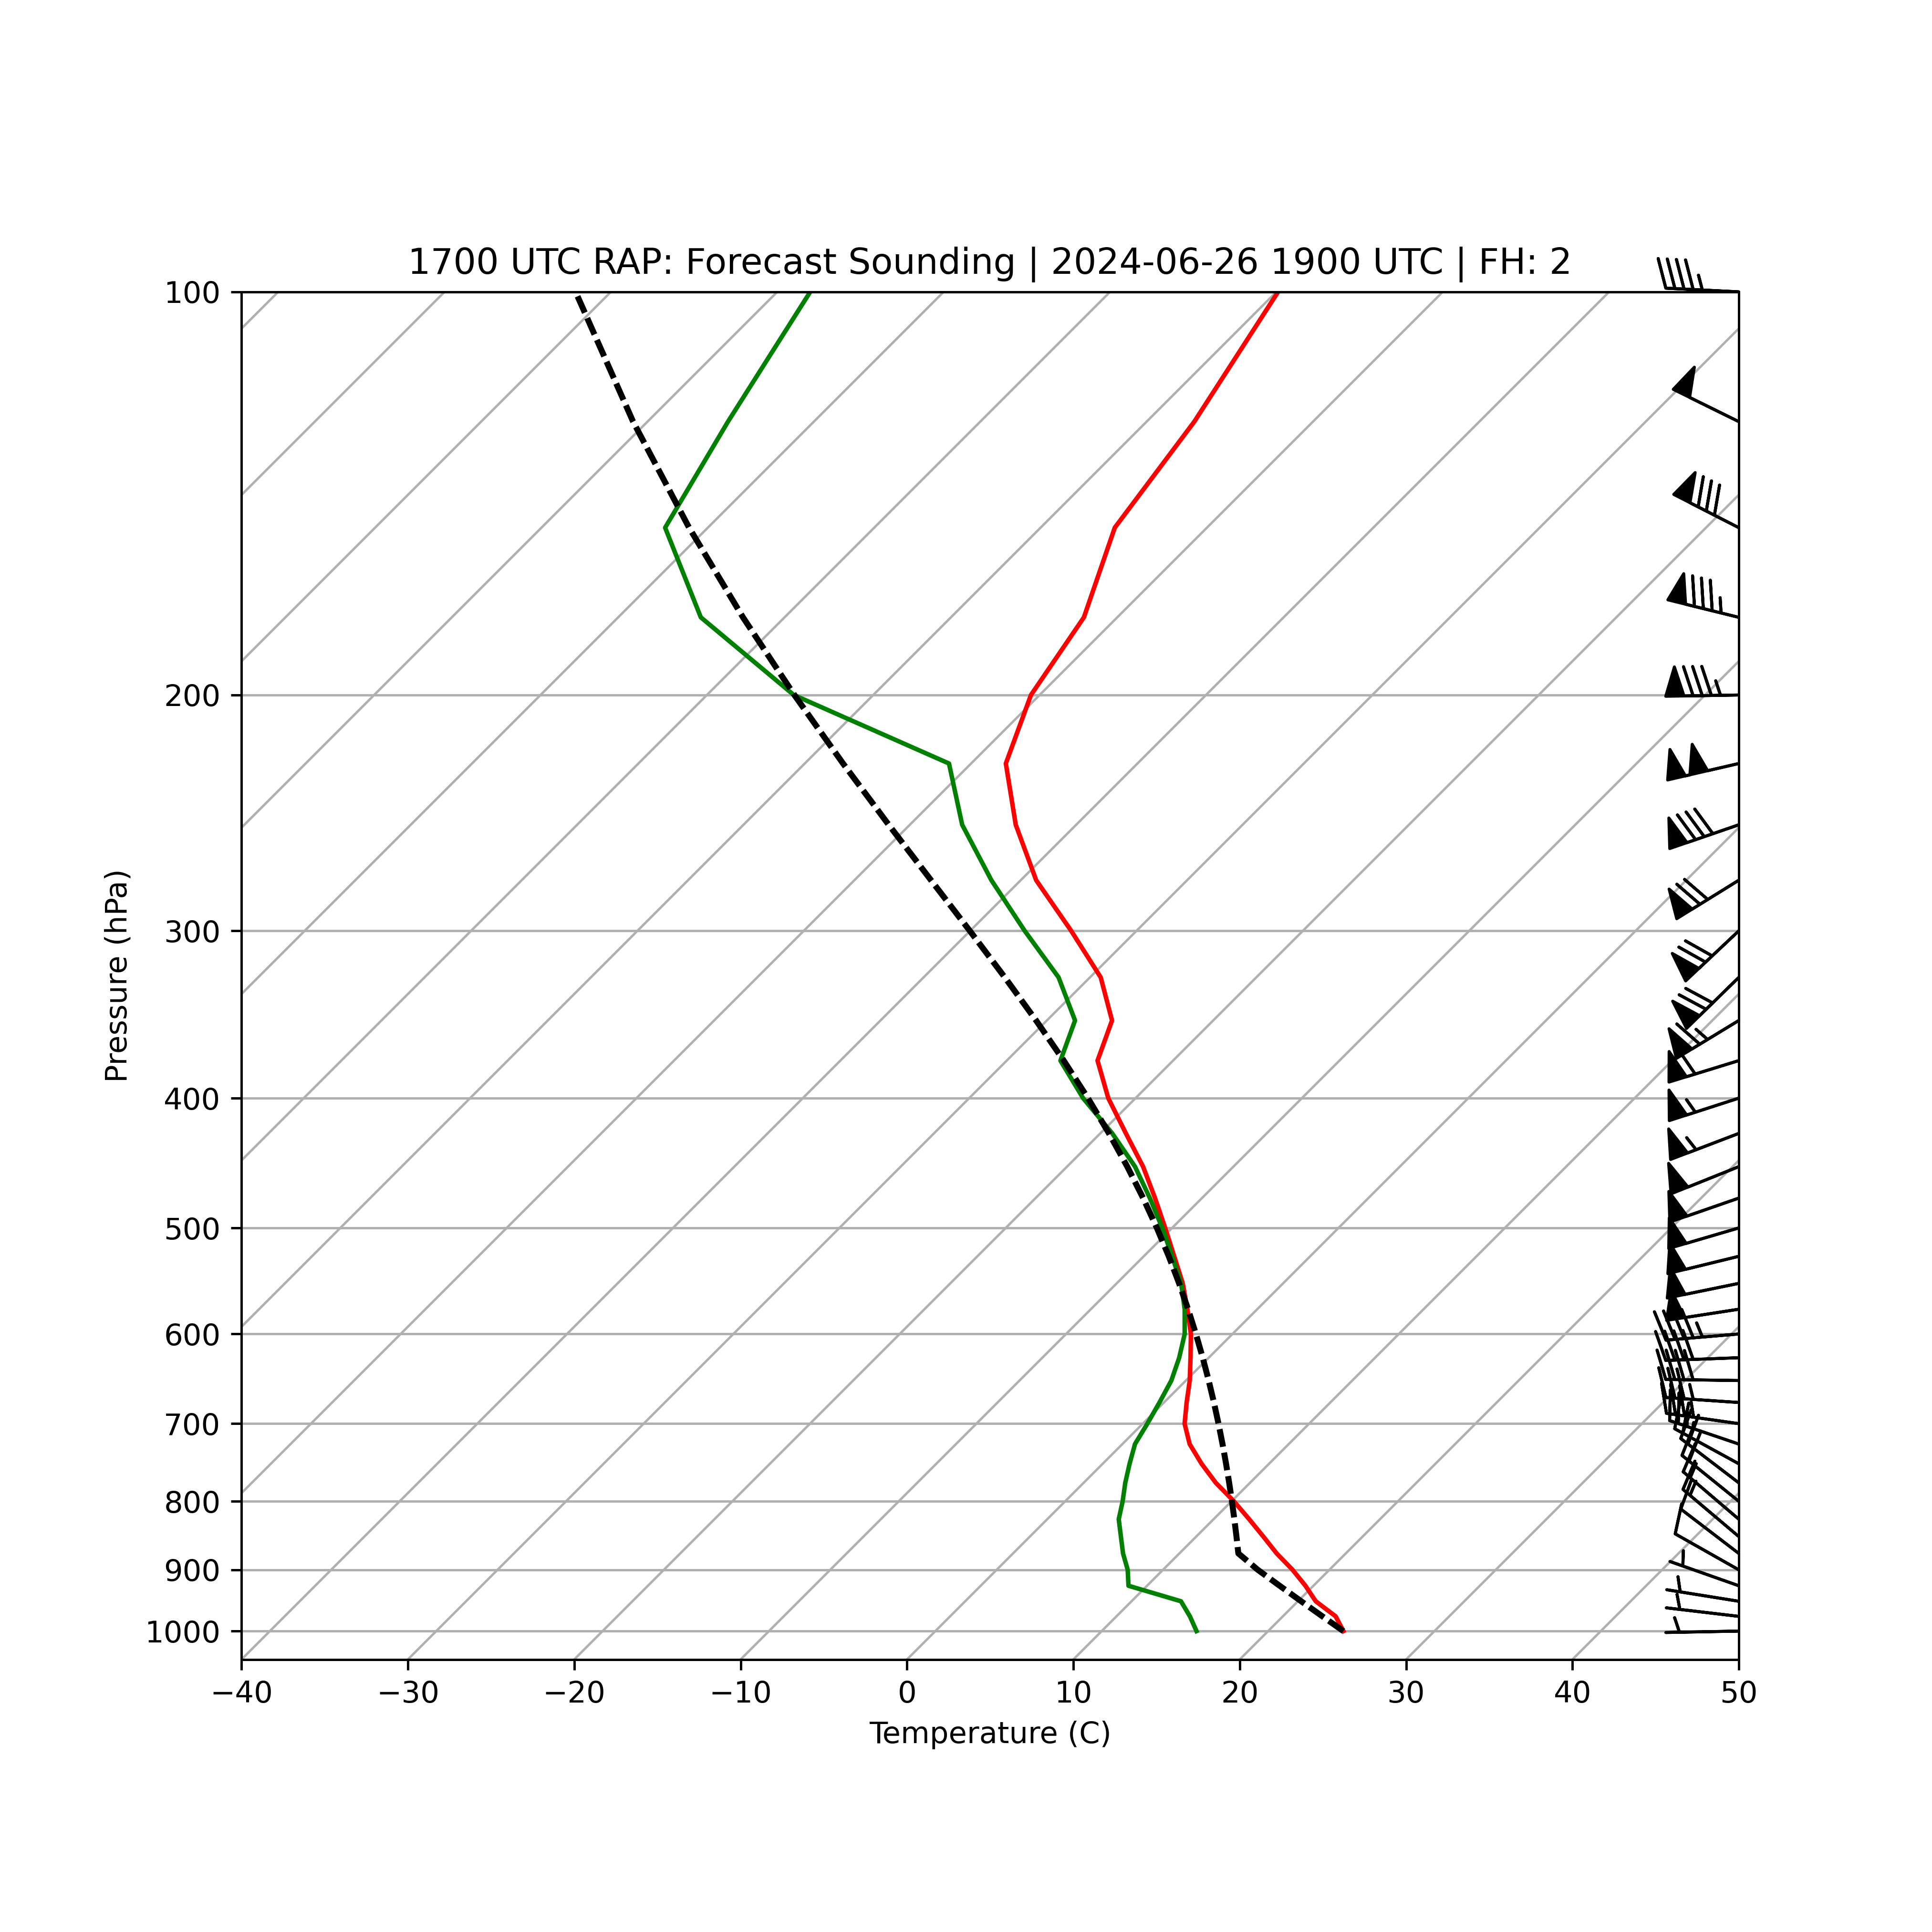 1700 UTC RAP: Forecast Sounding | 2024-06-26 1900 UTC | FH: 2
100
200
300
400
500
600
700
800
900
1000
Pressure (hPa)
−40 −30 −20 −10 0 10 20 30 40 50
Temperature (C)